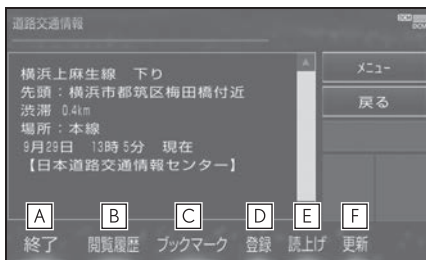 道路交通情報
横浜上麻生線 下り
先頭：横浜市都筑区梅田橋付近
渋滞 0.4km
場所：本線
9月29日 13時5分 現在
【日本道路交通情報センター】
メニュー
戻る
A B C D E F
終了 閲覧履歴 ブックマーク 登録 読上げ 更新